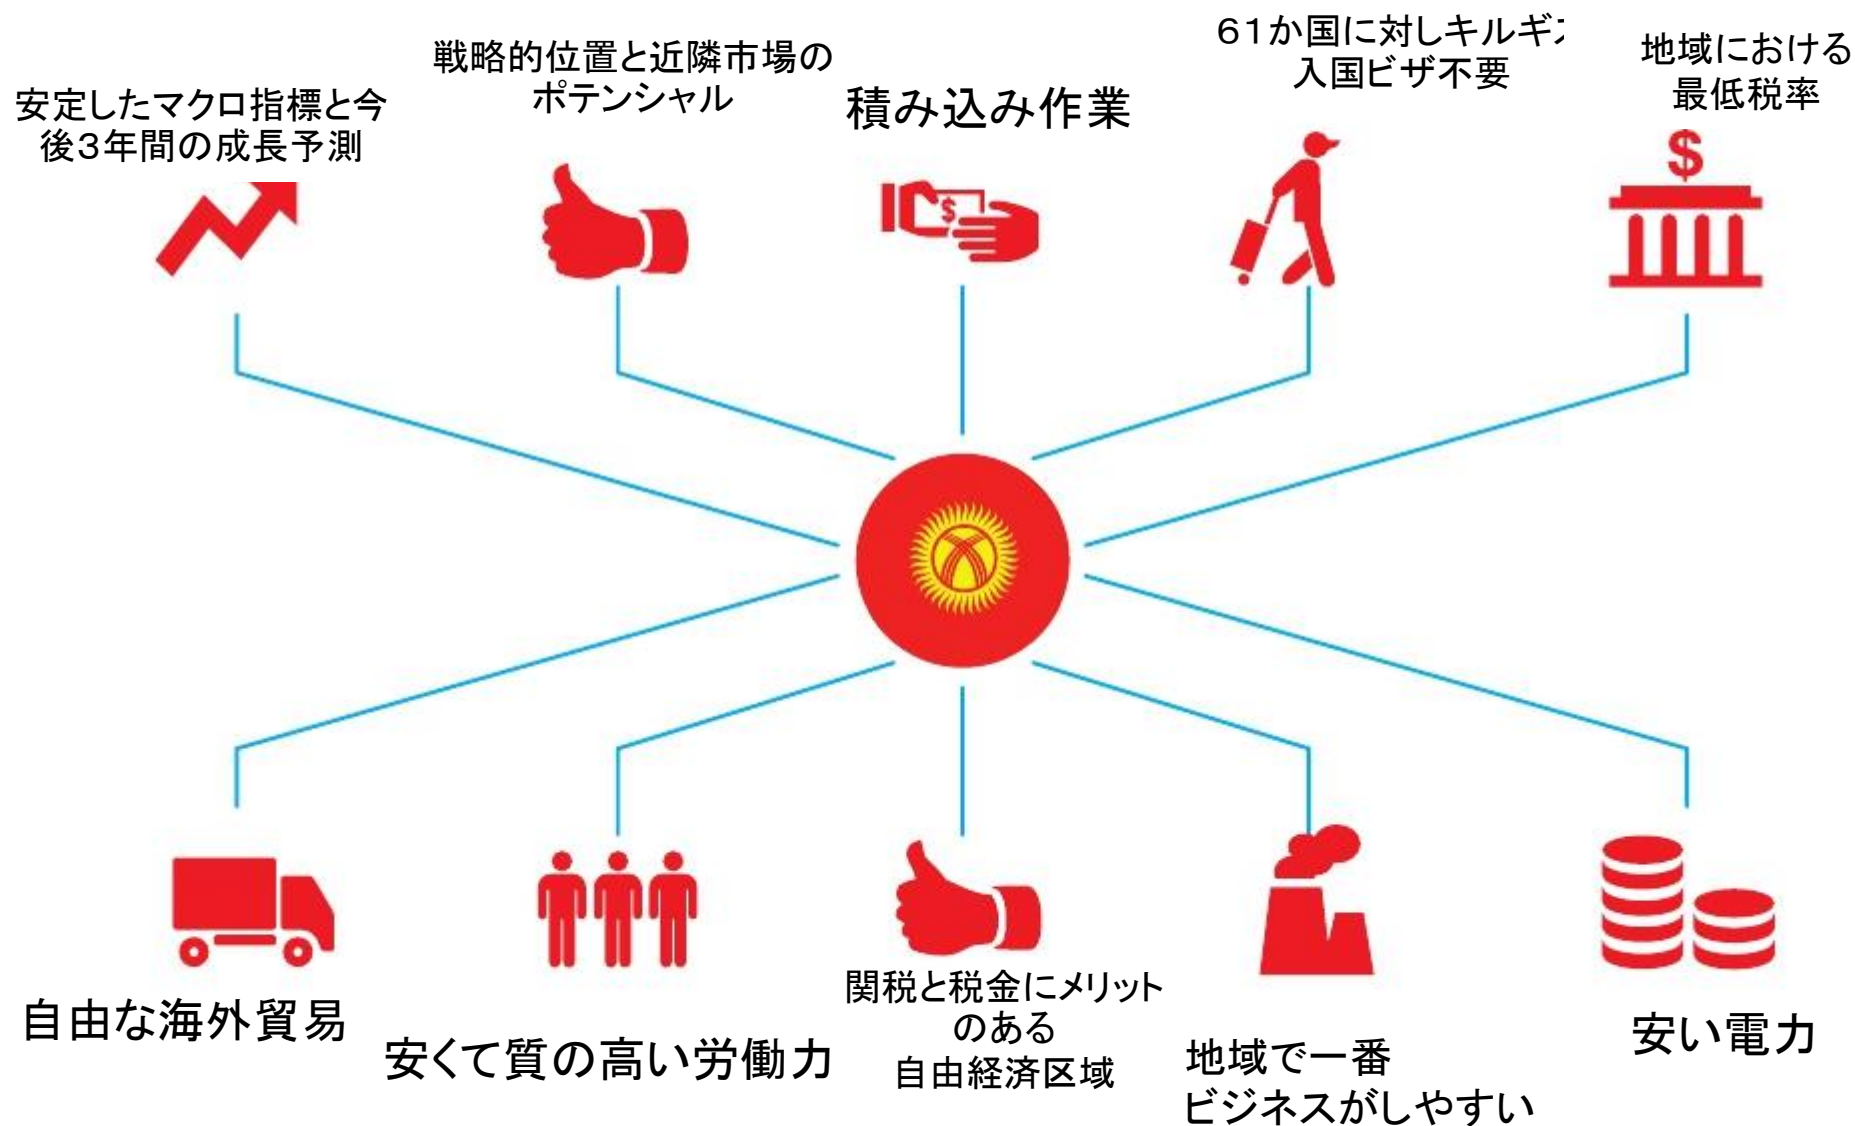 安定したマクロ指標と今
後3年間の成長予測
戦略的位置と近隣市場の
ポテンシャル
積み込み作業
61か国に対しキルギス
入国ビザ不要
地域における
最低税率
$
$
自由な海外貿易
安くて質の高い労働力
関税と税金にメリット
のある
自由経済区域
地域で一番
ビジネスがしやすい
安い電力